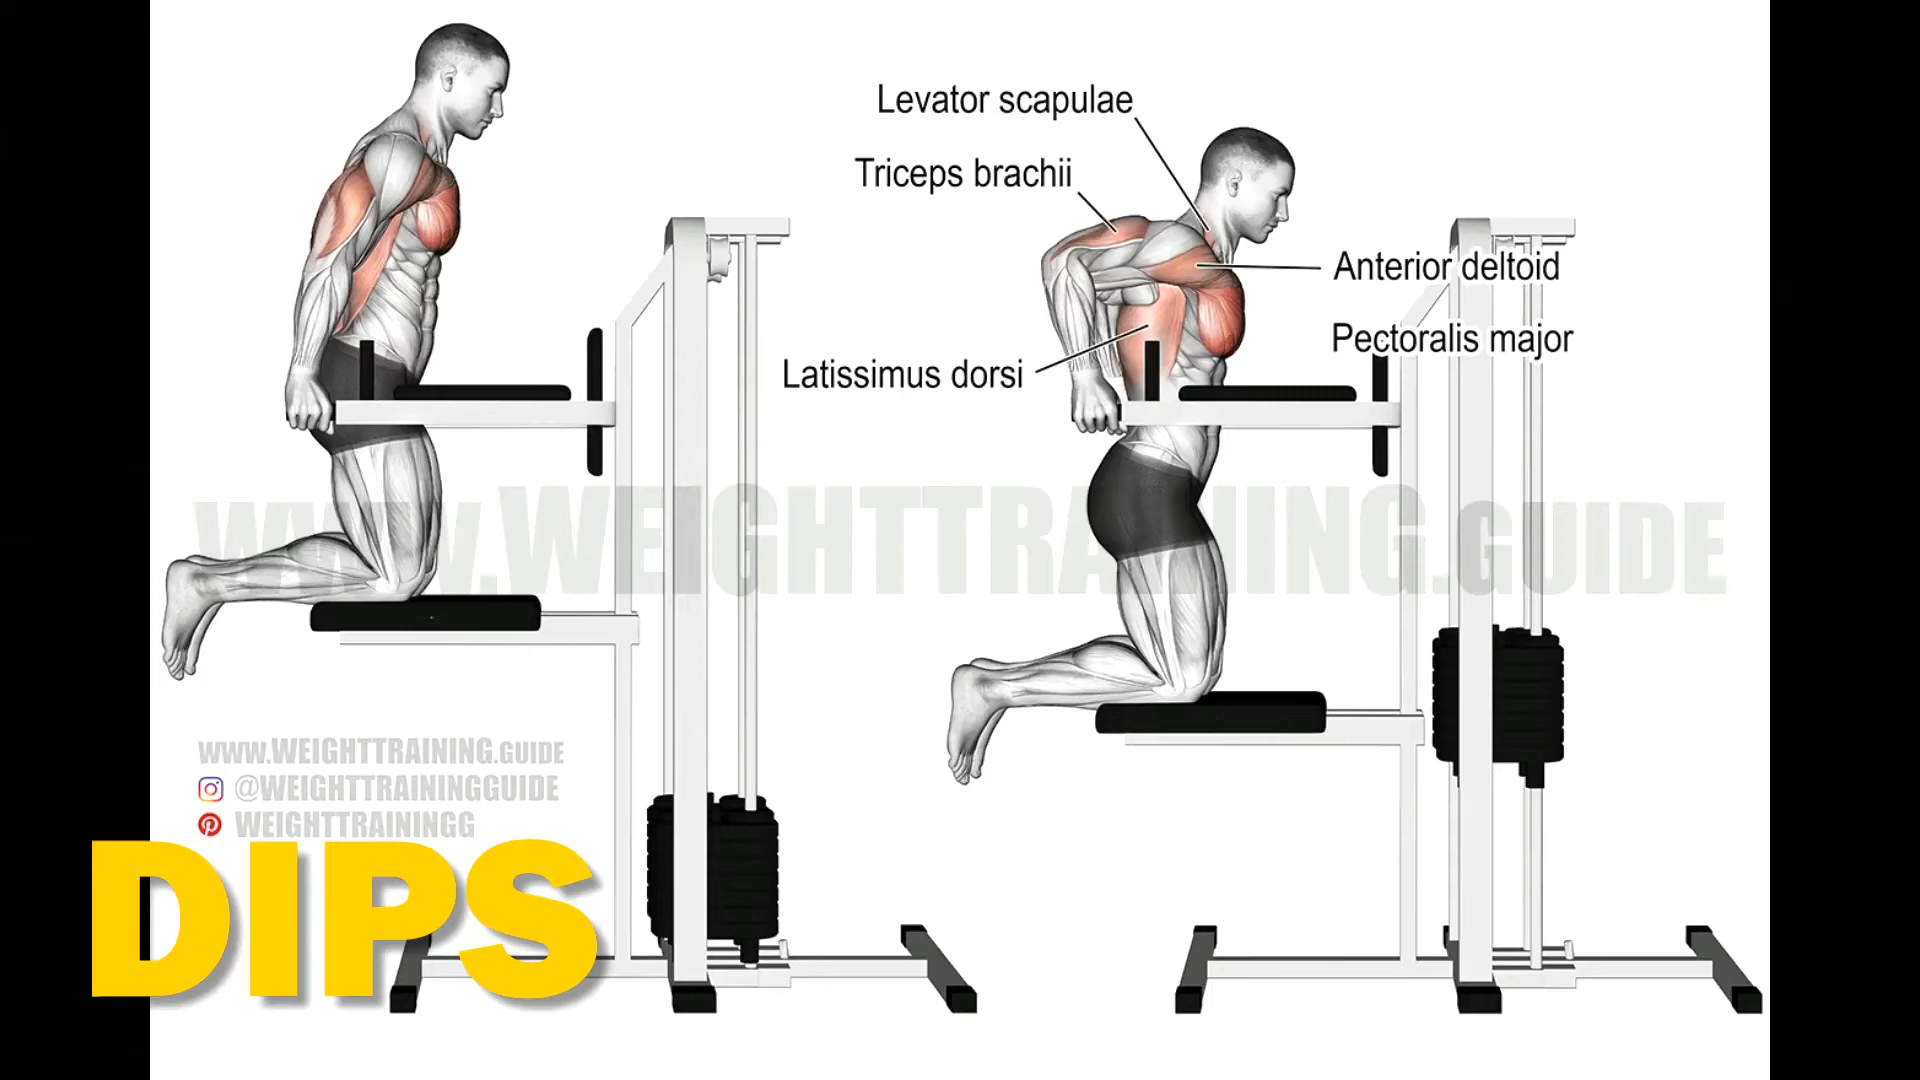 Levator scapulae
Triceps brachii
Anterior deltoid
Pectoralis major
Latissimus dorsi
www.WEIGHTTRAINING.GUIDE
www.WEIGHTTRAINING.GUIDE
@WEIGHTTRAININGGUIDE
WEIGHTTRAININGG
DIPS